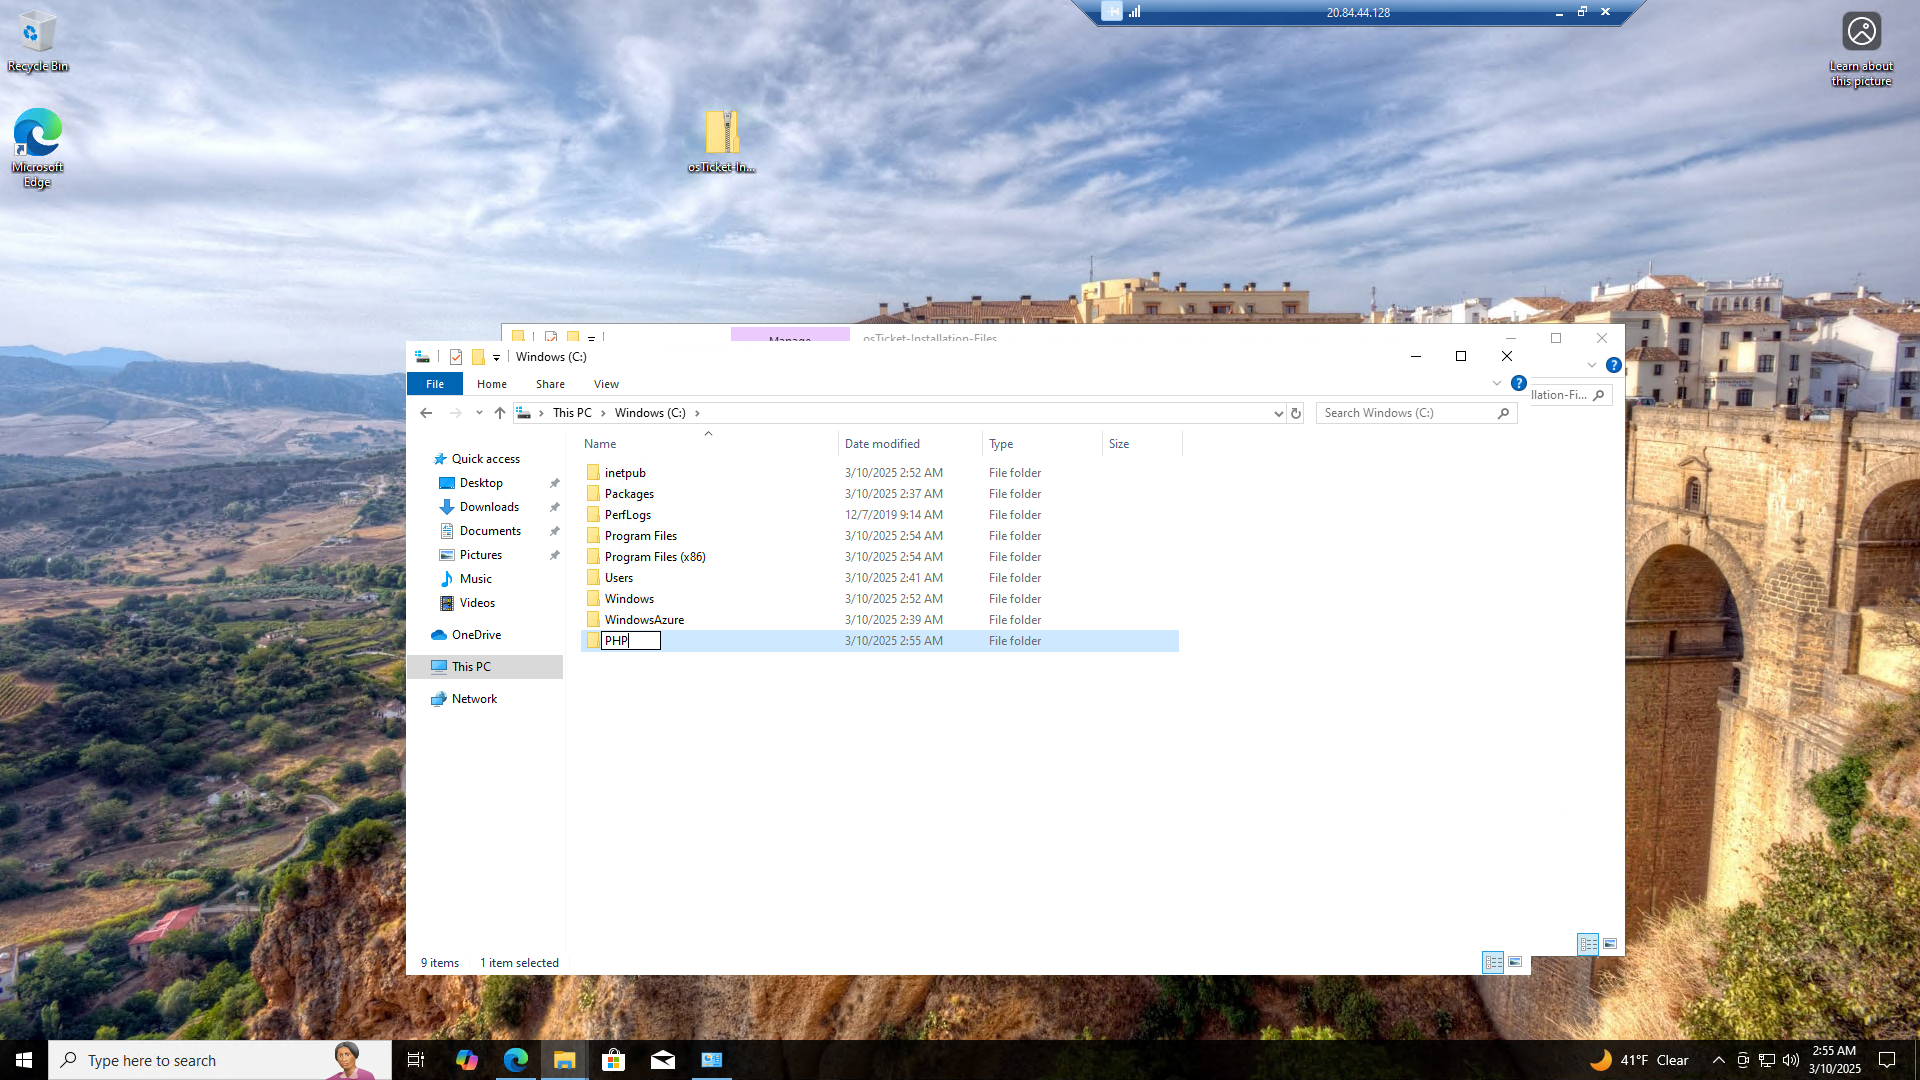 Recycle Bin
Microsoft
Edge
osTicket-In...
20.84.44.128
Learn about
this picture
Manage
osTicket-Installation-Files
Windows (C:)
File
Home
Share
View
This PC
Windows (C:)
Search Windows (C:)
llation-Fi...
Name
Date modified
Type
Size
Quick access
Desktop
Downloads
Documents
Pictures
Music
Videos
OneDrive
This PC
Network
inetpub 3/10/2025 2:52 AM File folder
Packages 3/10/2025 2:37 AM File folder
PerfLogs 12/7/2019 9:14 AM File folder
Program Files 3/10/2025 2:54 AM File folder
Program Files (x86) 3/10/2025 2:54 AM File folder
Users 3/10/2025 2:41 AM File folder
Windows 3/10/2025 2:52 AM File folder
WindowsAzure 3/10/2025 2:39 AM File folder
PHP 3/10/2025 2:55 AM File folder
9 items
1 item selected
Type here to search
41°F Clear
2:55 AM
3/10/2025